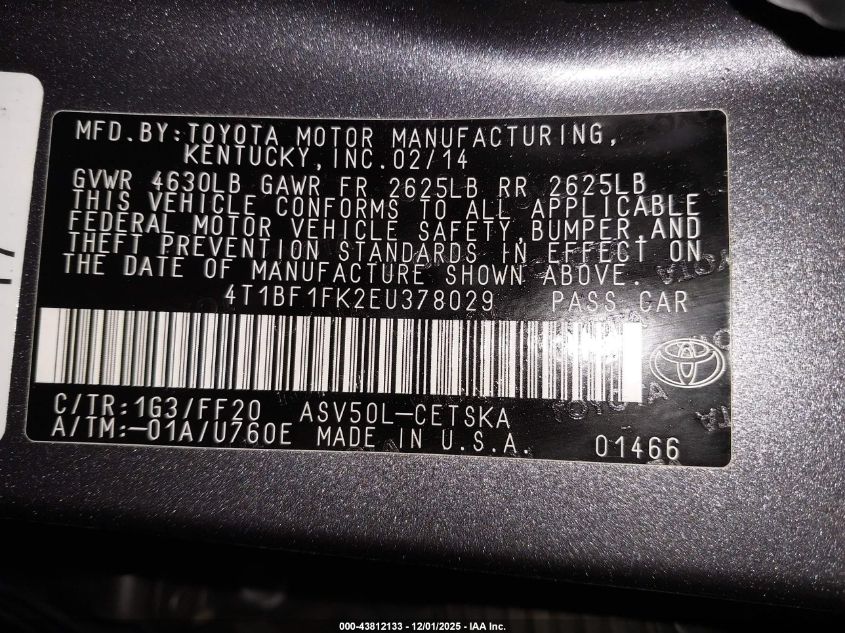 MFD.BY:TOYOTA MOTOR MANUFACTURING,
KENTUCKY,INC.02/14
GVWR 4630LB GAWR FR 2625LB RR 2625LB
THIS VEHICLE CONFORMS TO ALL APPLICABLE
FEDERAL MOTOR VEHICLE SAFETY,BUMPER,AND
THEFT PREVENTION STANDARDS IN EFFECT ON
THE DATE OF MANUFACTURE SHOWN ABOVE.
4T1BF1FK2EU378029 PASS CAR
C/TR:1G3/FF20 ASV50L-CETSKA
A/TM:-01A/U760E MADE IN U.S.A. 01466
TOYOTA
000-43812133 - 12/01/2025 - IAA Inc.